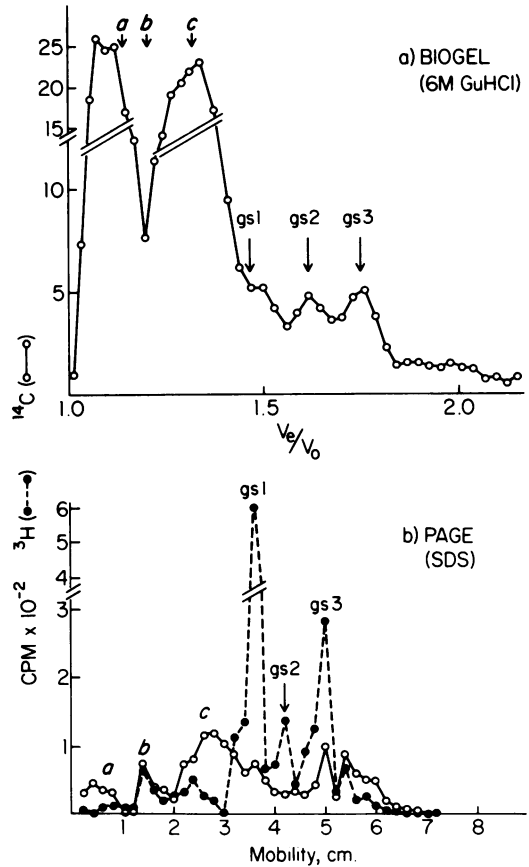 a b c
25
a) BIOGEL
(6M GuHCl)
20
15
10
gs1 gs2 gs3
5
1.0 1.5 2.0
Ve/Vo
¹⁴C (○—○)
³H (●---●)
CPM x 10⁻²
6
gs1
b) PAGE
(SDS)
5
4
3
gs3
2
gs2
c
b
1
a
1 2 3 4 5 6 7 8
Mobility, cm.